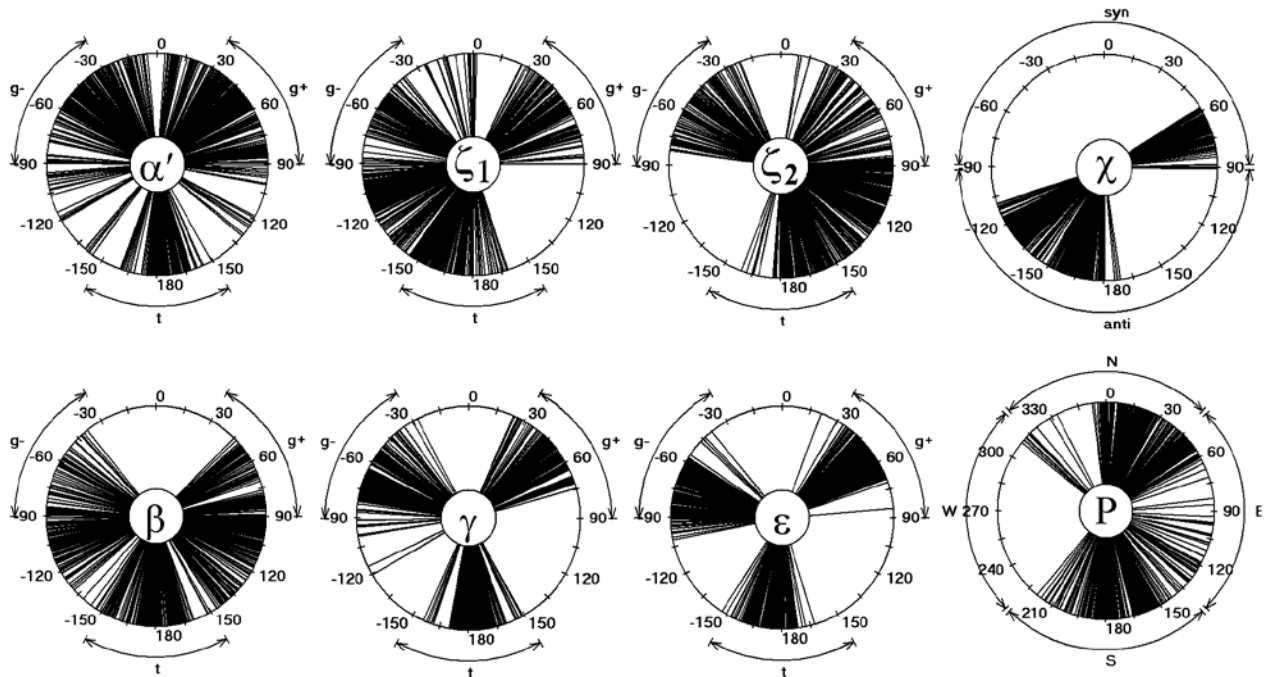 syn
0 0 0 0
-30 30 -30 30 -30 30 -30 30
g- g+ g- g+ g- g+
-60 60 -60 60 -60 60 -60 60
α′ ζ1 ζ2 χ
-90 90 -90 90 -90 90 -90 90
-120 120 -120 120 -120 120 -120 120
-150 150 -150 150 -150 150 -150 150
180 180 180 180
t t t anti
N
0 0 0 0
-30 30 -30 30 -30 30 330 30
g- g+ g- g+ g- g+
-60 60 -60 60 -60 60 300 60
β γ ε P
-90 90 -90 90 -90 90 W 270 90 E
-120 120 -120 120 -120 120 240 120
-150 150 -150 150 -150 150 210 150
180 180 180 180
t t t S